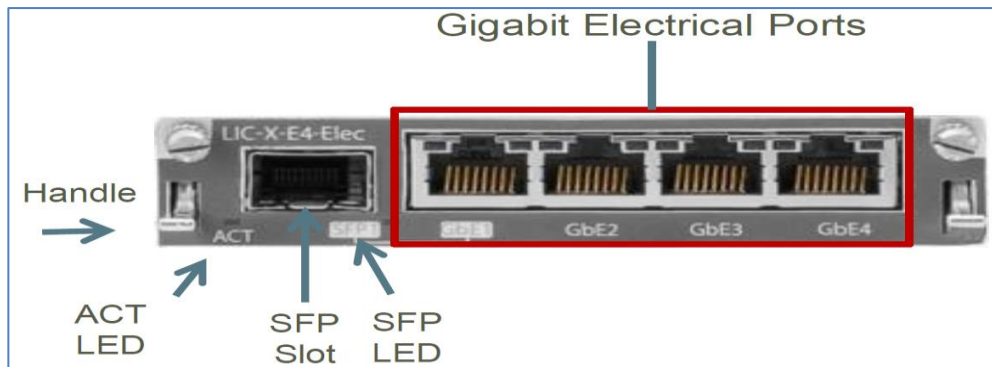 Gigabit Electrical Ports
LIC-X-E4-Elec
Handle
ACT
SFP1
GbE1
GbE2
GbE3
GbE4
ACT
LED
SFP
Slot
SFP
LED